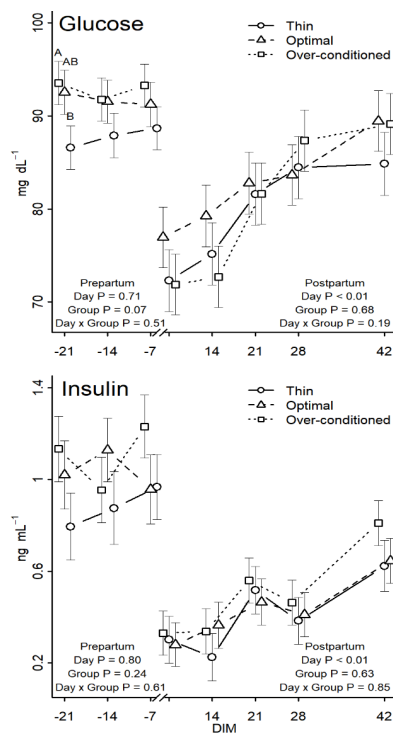 Glucose
Thin
Optimal
Over-conditioned
A
AB
B
mg dL⁻¹
100
90
80
70
Prepartum
Day P = 0.71
Group P = 0.07
Day x Group P = 0.51
Postpartum
Day P < 0.01
Group P = 0.68
Day x Group P = 0.19
-21 -14 -7 14 21 28 42
Insulin
Thin
Optimal
Over-conditioned
ng mL⁻¹
1.4
1
0.6
0.2
Prepartum
Day P = 0.80
Group P = 0.24
Day x Group P = 0.61
Postpartum
Day P < 0.01
Group P = 0.63
Day x Group P = 0.85
-21 -14 -7 14 21 28 42
DIM